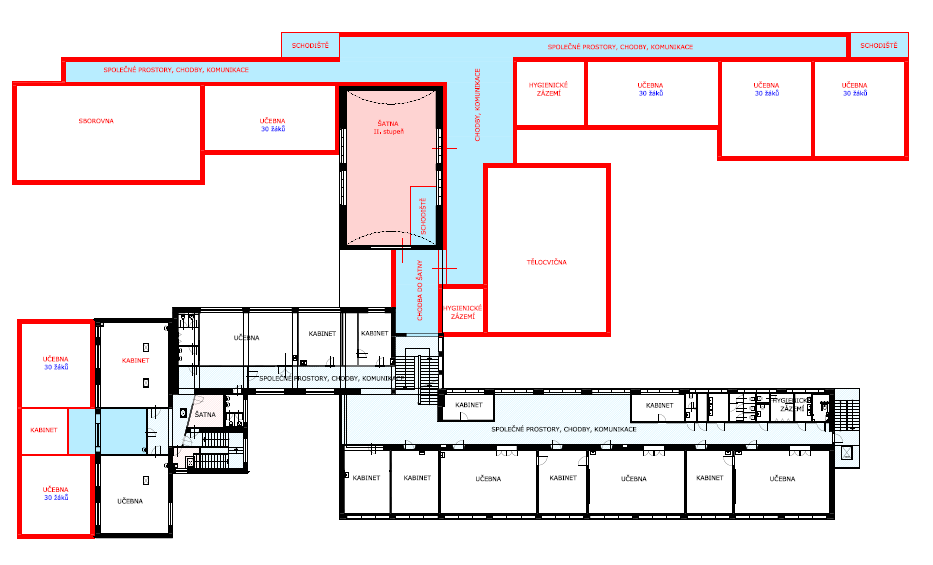 SCHODIŠTĚ
SPOLEČNÉ PROSTORY, CHODBY, KOMUNIKACE
SCHODIŠTĚ
SPOLEČNÉ PROSTORY, CHODBY, KOMUNIKACE
CHODBY, KOMUNIKACE
HYGIENICKÉ
ZÁZEMÍ
UČEBNA
30 žáků
UČEBNA
30 žáků
UČEBNA
30 žáků
SBOROVNA
UČEBNA
30 žáků
ŠATNA
II. stupeň
SCHODIŠTĚ
CHODBA DO ŠATNY
TĚLOCVIČNA
HYGIENICKÉ
ZÁZEMÍ
UČEBNA
KABINET
KABINET
UČEBNA
30 žáků
KABINET
SPOLEČNÉ PROSTORY, CHODBY, KOMUNIKACE
KABINET
ŠATNA
KABINET
KABINET
HYGIENICKÉ
ZÁZEMÍ
SPOLEČNÉ PROSTORY, CHODBY, KOMUNIKACE
UČEBNA
30 žáků
UČEBNA
KABINET
KABINET
UČEBNA
KABINET
UČEBNA
KABINET
UČEBNA